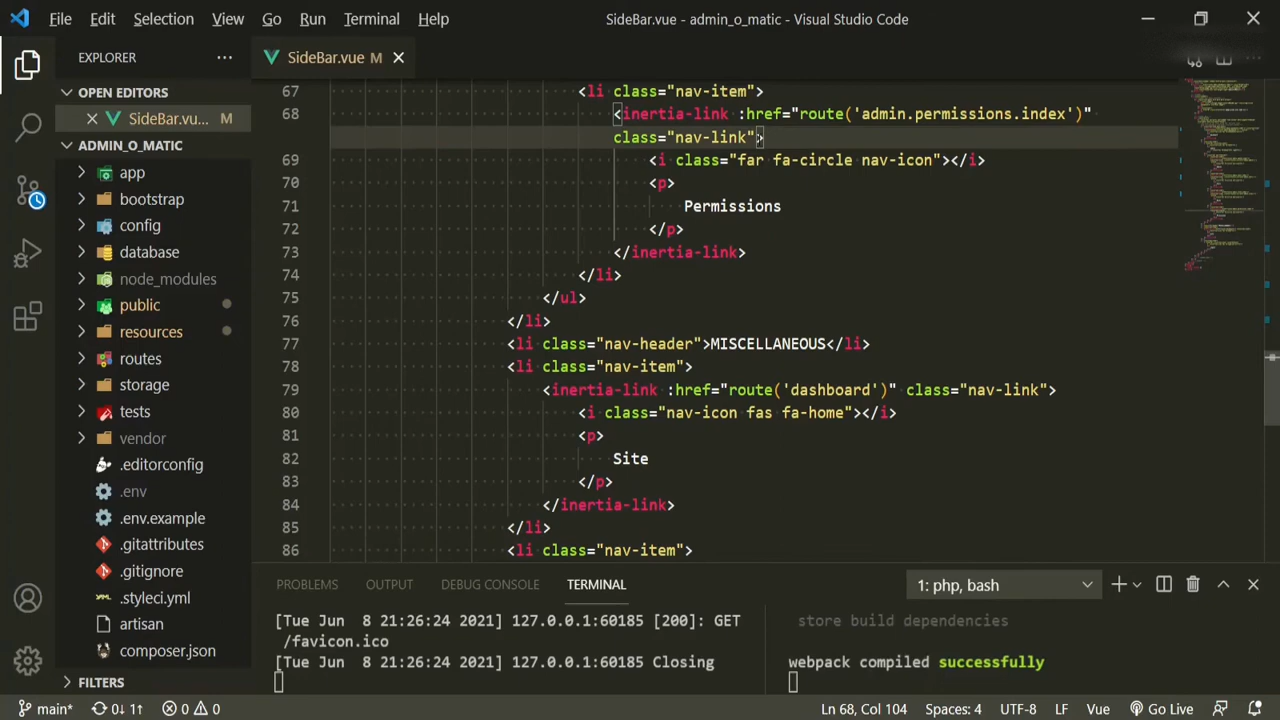 File Edit Selection View Go Run Terminal Help SideBar.vue - admin_o_matic - Visual Studio Code
EXPLORER ···
SideBar.vue M
OPEN EDITORS
SideBar.vue... M
ADMIN_O_MATIC
app
bootstrap
config
database
node_modules
public
resources
routes
storage
tests
vendor
.editorconfig
.env
.env.example
.gitattributes
.gitignore
.styleci.yml
artisan
composer.json
FILTERS
67 <li class="nav-item">
68 <inertia-link :href="route('admin.permissions.index')"
class="nav-link">
69 <i class="far fa-circle nav-icon"></i>
70 <p>
71 Permissions
72 </p>
73 </inertia-link>
74 </li>
75 </ul>
76 </li>
77 <li class="nav-header">MISCELLANEOUS</li>
78 <li class="nav-item">
79 <inertia-link :href="route('dashboard')" class="nav-link">
80 <i class="nav-icon fas fa-home"></i>
81 <p>
82 Site
83 </p>
84 </inertia-link>
85 </li>
86 <li class="nav-item">
PROBLEMS OUTPUT DEBUG CONSOLE TERMINAL 1: php, bash
[Tue Jun  8 21:26:24 2021] 127.0.0.1:60185 [200]: GET
/favicon.ico
[Tue Jun  8 21:26:24 2021] 127.0.0.1:60185 Closing
store build dependencies
webpack compiled successfully
main* 0↓ 1↑ 0 0 Ln 68, Col 104 Spaces: 4 UTF-8 LF Vue Go Live